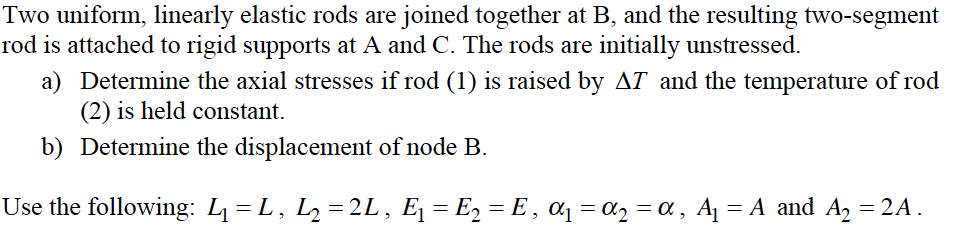 Two uniform, linearly elastic rods are joined together at B, and the resulting two-segment
rod is attached to rigid supports at A and C. The rods are initially unstressed.
a) Determine the axial stresses if rod (1) is raised by ΔT and the temperature of rod
(2) is held constant.
b) Determine the displacement of node B.
Use the following: L₁ = L, L₂ = 2L, E₁ = E₂ = E, α₁ = α₂ = α, A₁ = A and A₂ = 2A.